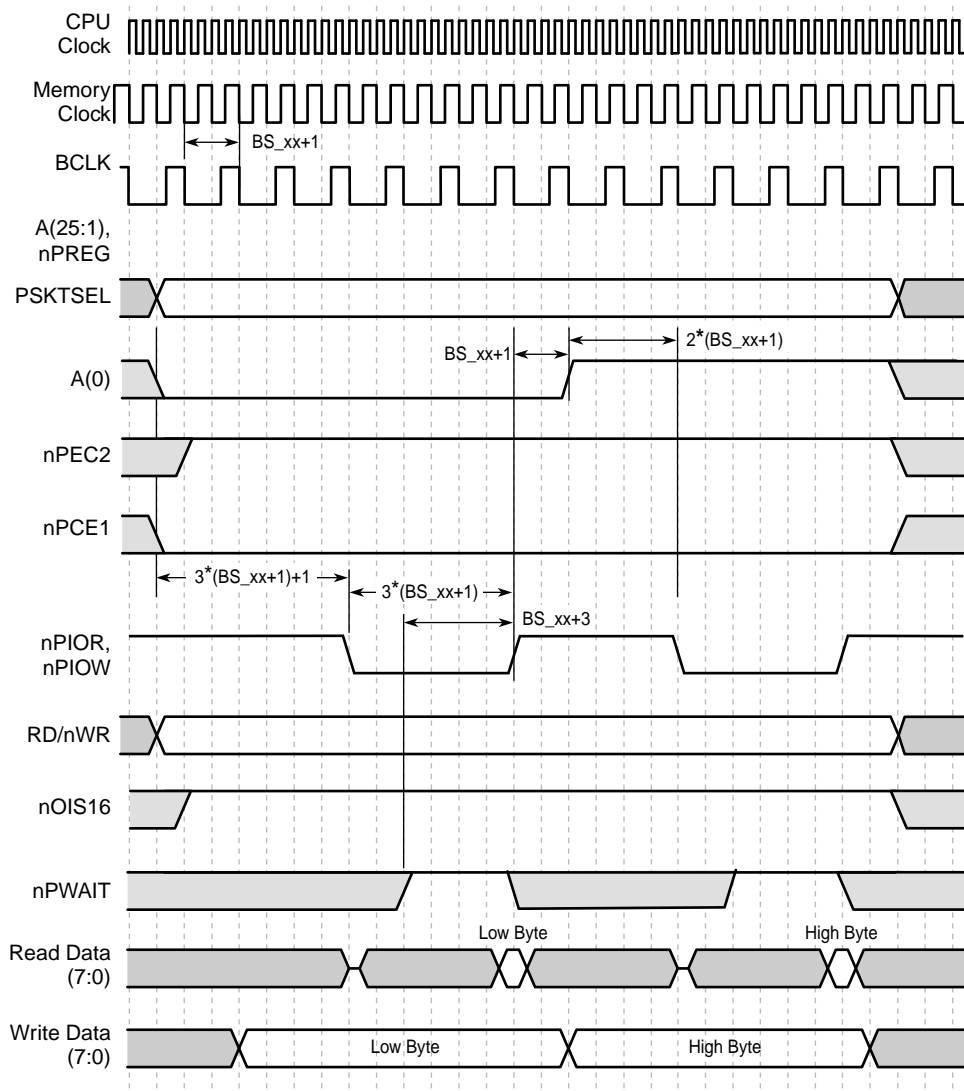 CPU
Clock
Memory
Clock
BS_xx+1
BCLK
A(25:1),
nPREG
PSKTSEL
BS_xx+1
2*(BS_xx+1)
A(0)
nPEC2
nPCE1
3*(BS_xx+1)+1
3*(BS_xx+1)
BS_xx+3
nPIOR,
nPIOW
RD/nWR
nOIS16
nPWAIT
Low Byte
High Byte
Read Data
(7:0)
Write Data
(7:0)
Low Byte
High Byte